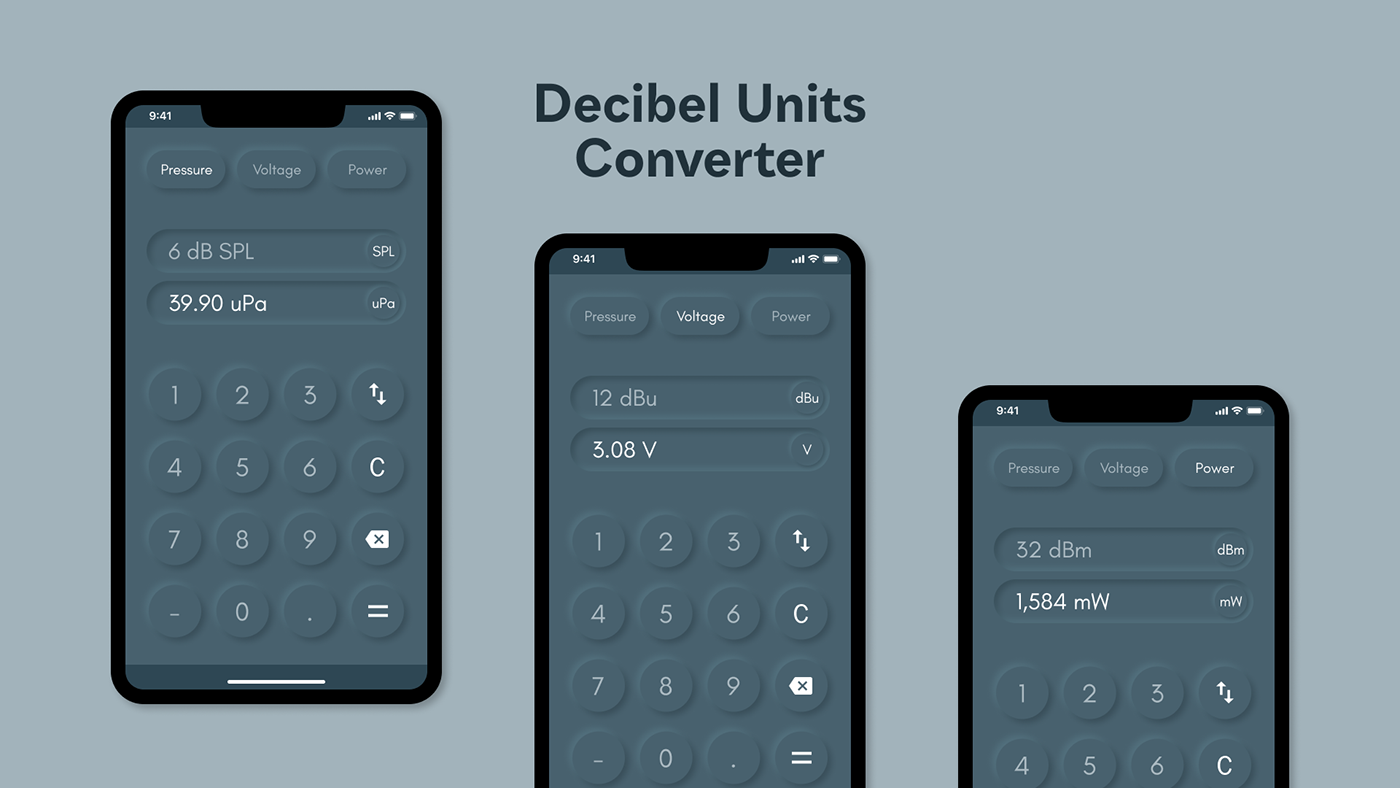 Decibel Units
Converter
9:41
Pressure Voltage Power
6 dB SPL SPL
39.90 uPa uPa
1 2 3
4 5 6 C
7 8 9
- 0 . =
9:41
Pressure Voltage Power
12 dBu dBu
3.08 V V
1 2 3
4 5 6 C
7 8 9
- 0 . =
9:41
Pressure Voltage Power
32 dBm dBm
1,584 mW mW
1 2 3
4 5 6 C